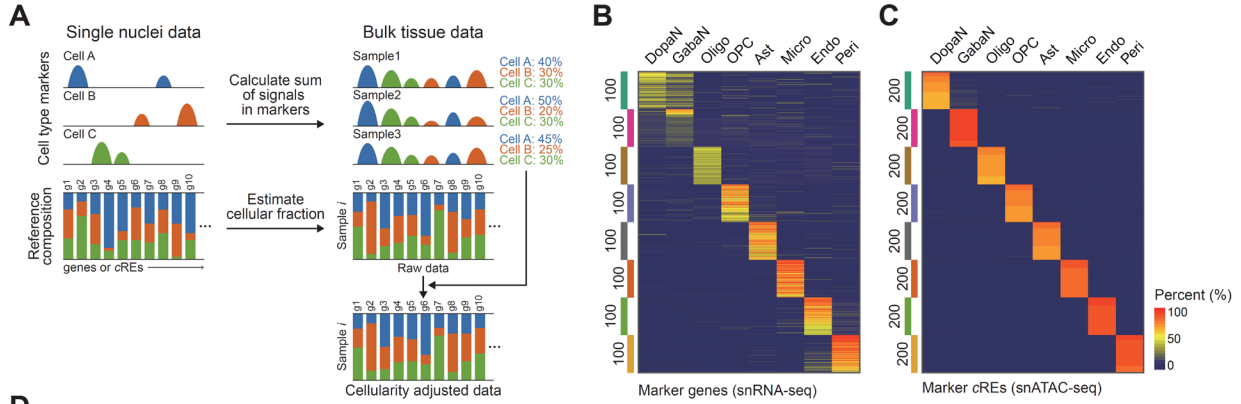 A
Single nuclei data
Bulk tissue data
Cell type markers
Cell A
Cell B
Cell C
Calculate sum
of signals
in markers
Sample1
Cell A: 40%
Cell B: 30%
Cell C: 30%
Sample2
Cell A: 50%
Cell B: 20%
Cell C: 30%
Sample3
Cell A: 45%
Cell B: 25%
Cell C: 30%
Reference
composition
g1 g2 g3 g4 g5 g6 g7 g8 g9 g10
...
genes or cREs
Estimate
cellular fraction
Sample i
g1 g2 g3 g4 g5 g6 g7 g8 g9 g10
...
Raw data
Sample i
g1 g2 g3 g4 g5 g6 g7 g8 g9 g10
...
Cellularity adjusted data
B
DopaN GabaN Oligo OPC Ast Micro Endo Peri
100
100
100
100
100
100
100
100
Marker genes (snRNA-seq)
C
DopaN GabaN Oligo OPC Ast Micro Endo Peri
200
200
200
200
200
200
200
200
Marker cREs (snATAC-seq)
Percent (%)
100
50
0